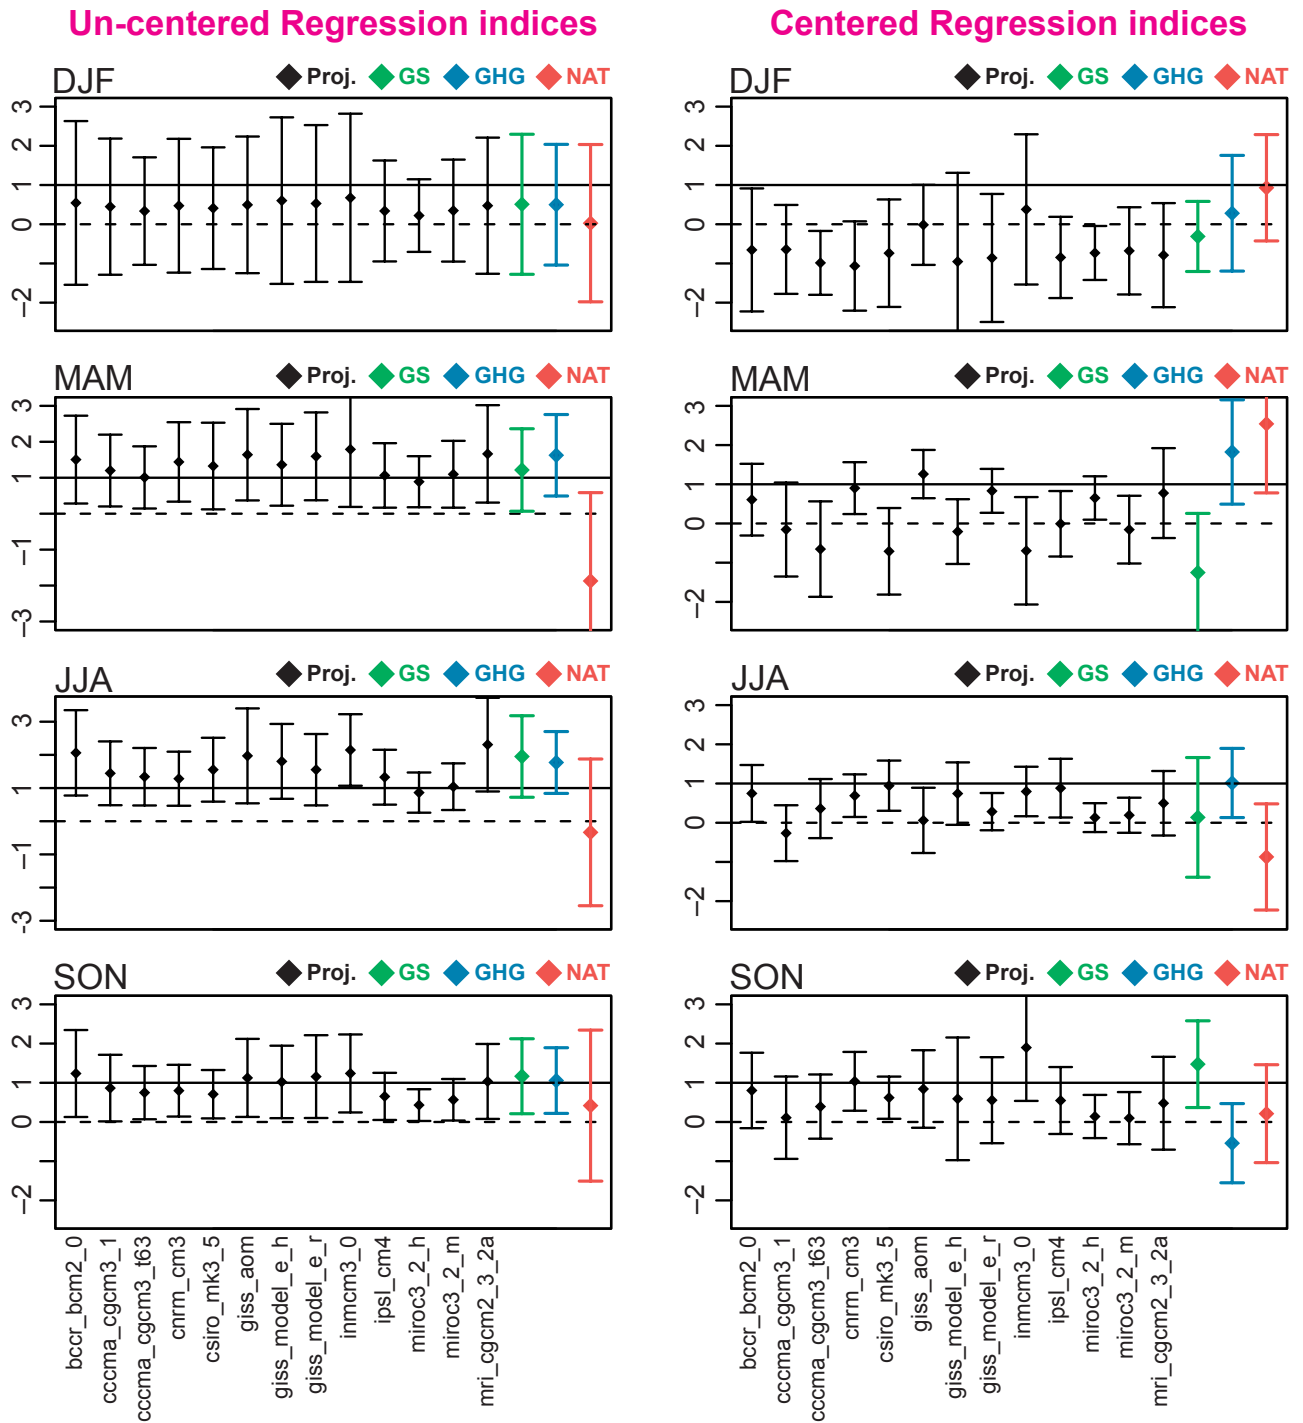 Un-centered Regression indices
Centered Regression indices
DJF
Proj. GS GHG NAT
3
2
1
0
−2
DJF
Proj. GS GHG NAT
3
2
1
0
−2
MAM
Proj. GS GHG NAT
3
2
1
−1
−3
MAM
Proj. GS GHG NAT
3
2
1
0
−2
JJA
Proj. GS GHG NAT
3
1
−1
−3
JJA
Proj. GS GHG NAT
3
2
1
0
−2
SON
Proj. GS GHG NAT
3
2
1
0
−2
SON
Proj. GS GHG NAT
3
2
1
0
−2
bccr_bcm2_0
cccma_cgcm3_1
cccma_cgcm3_t63
cnrm_cm3
csiro_mk3_5
giss_aom
giss_model_e_h
giss_model_e_r
inmcm3_0
ipsl_cm4
miroc3_2_h
miroc3_2_m
mri_cgcm2_3_2a
bccr_bcm2_0
cccma_cgcm3_1
cccma_cgcm3_t63
cnrm_cm3
csiro_mk3_5
giss_aom
giss_model_e_h
giss_model_e_r
inmcm3_0
ipsl_cm4
miroc3_2_h
miroc3_2_m
mri_cgcm2_3_2a